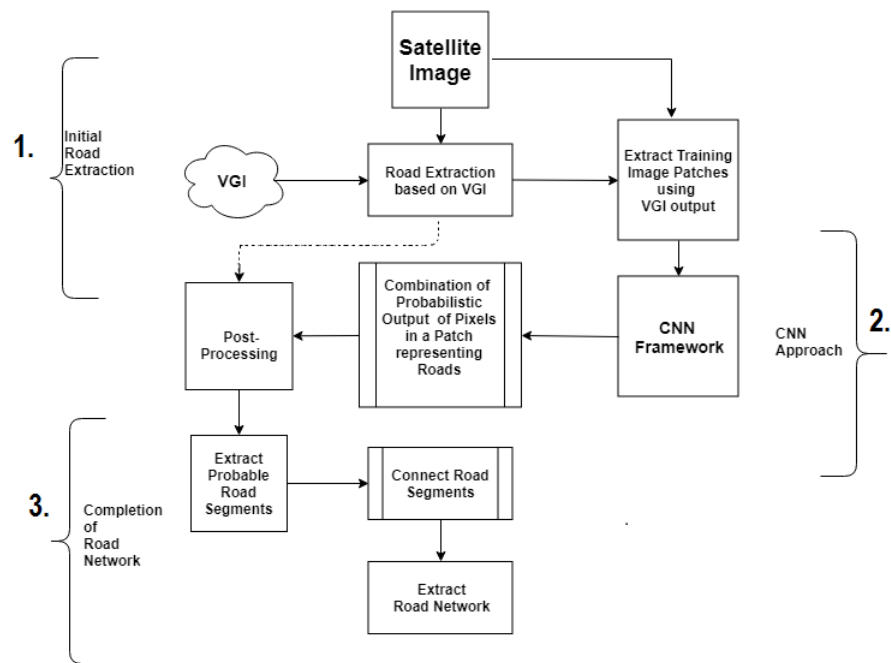 Satellite
Image
1.
Initial
Road
Extraction
VGI
Road Extraction
based on VGI
Extract Training
Image Patches
using
VGI output
Post-
Processing
Combination of
Probabilistic
Output of Pixels
in a Patch
representing
Roads
CNN
Framework
CNN
Approach
2.
3.
Completion
of
Road
Network
Extract
Probable
Road
Segments
Connect Road
Segments
Extract
Road Network